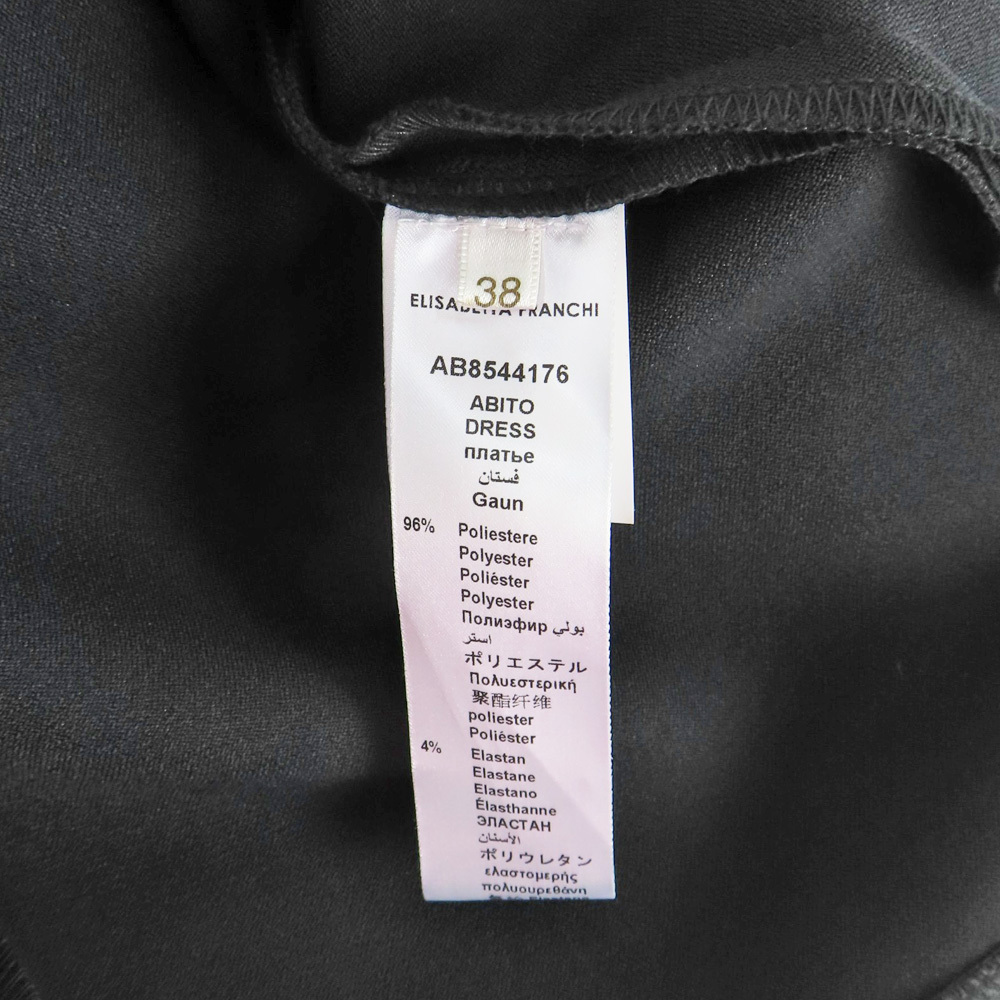 38
ELISABETTA FRANCHI
AB8544176
ABITO
DRESS
платье
فستان
Gaun
96% Poliestere
Polyester
Poliéster
Polyester
Полиэфир بولي
استر
ポリエステル
Πολυεστερική
聚酯纤维
poliester
Poliéster
4% Elastan
Elastane
Elastano
Élasthanne
ЭЛАСТАН
الأستان
ポリウレタン
ελαστομερής
πολυουρεθάνη